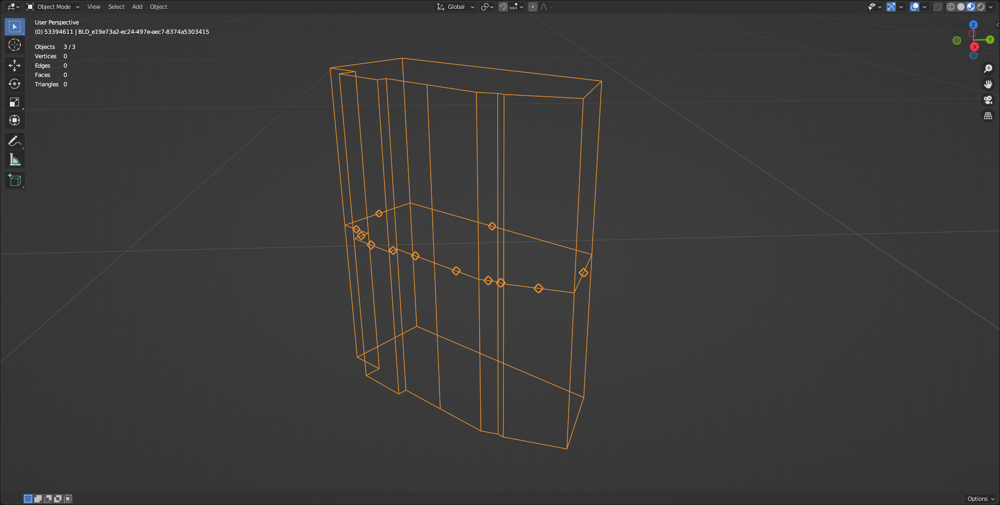 Object Mode View Select Add Object Global
User Perspective
(0) 53394611 | BLD_e19e73a2-ec24-497e-aec7-8374a5303415
Objects 3 / 3
Vertices 0
Edges 0
Faces 0
Triangles 0
Z
Y
X
Options